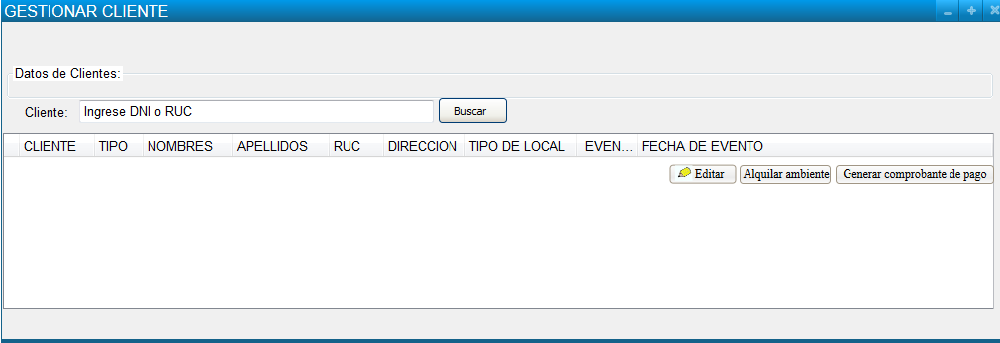 GESTIONAR CLIENTE
Datos de Clientes:
Cliente: Ingrese DNI o RUC Buscar
CLIENTE TIPO NOMBRES APELLIDOS RUC DIRECCION TIPO DE LOCAL EVEN... FECHA DE EVENTO
Editar Alquilar ambiente Generar comprobante de pago